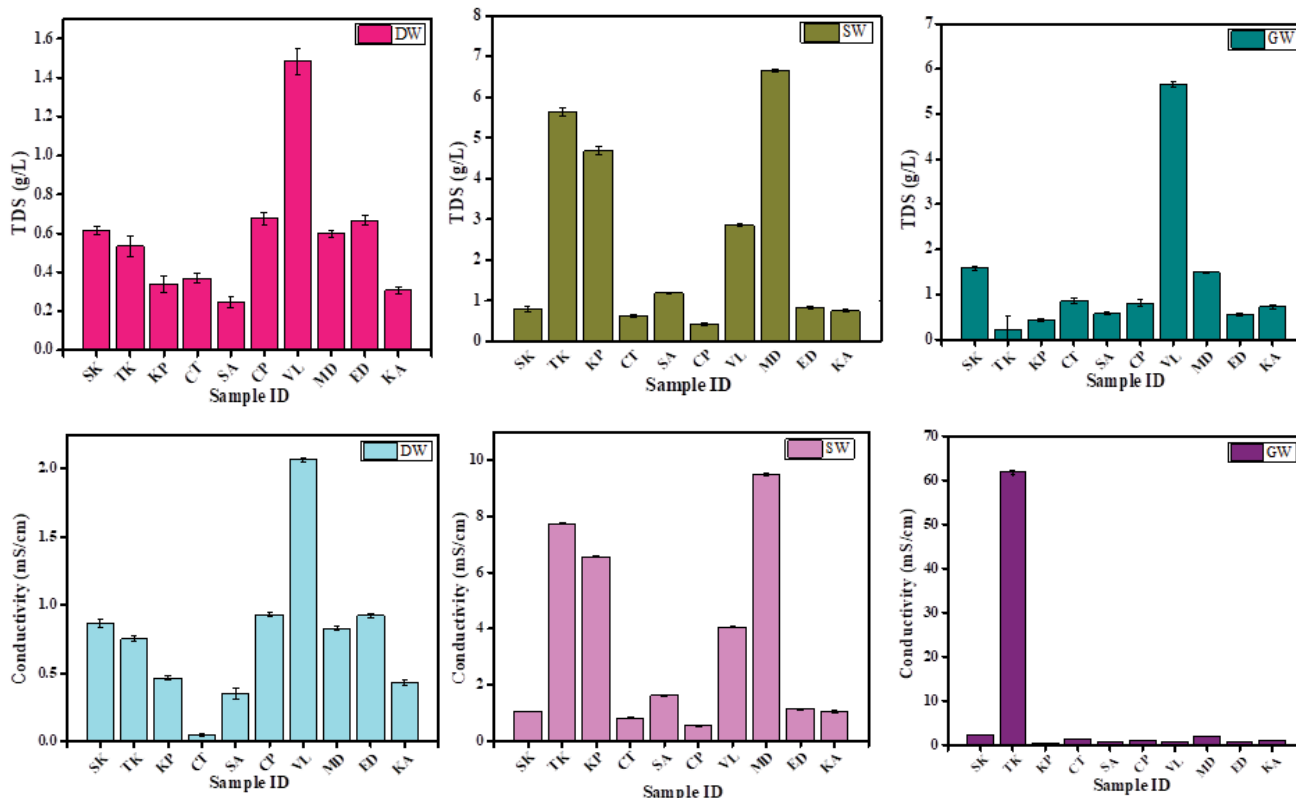 DW
1.6
1.4
1.2
1.0
0.8
0.6
0.4
0.2
0.0
TDS (g/L)
SK TK KP CT SA CP VL MD ED KA
Sample ID
SW
8
7
6
5
4
3
2
1
0
TDS (g/L)
SK TK KP CT SA CP VL MD ED KA
Sample ID
GW
7
6
5
4
3
2
1
0
TDS (g/L)
SK TK KP CT SA CP VL MD ED KA
Sample ID
DW
2.0
1.5
1.0
0.5
0.0
Conductivity (mS/cm)
SK TK KP CT SA CP VL MD ED KA
Sample ID
SW
10
8
6
4
2
0
Conductivity (mS/cm)
SK TK KP CT SA CP VL MD ED KA
Sample ID
GW
70
60
50
40
30
20
10
0
Conductivity (mS/cm)
SK TK KP CT SA CP VL MD ED KA
Sample ID